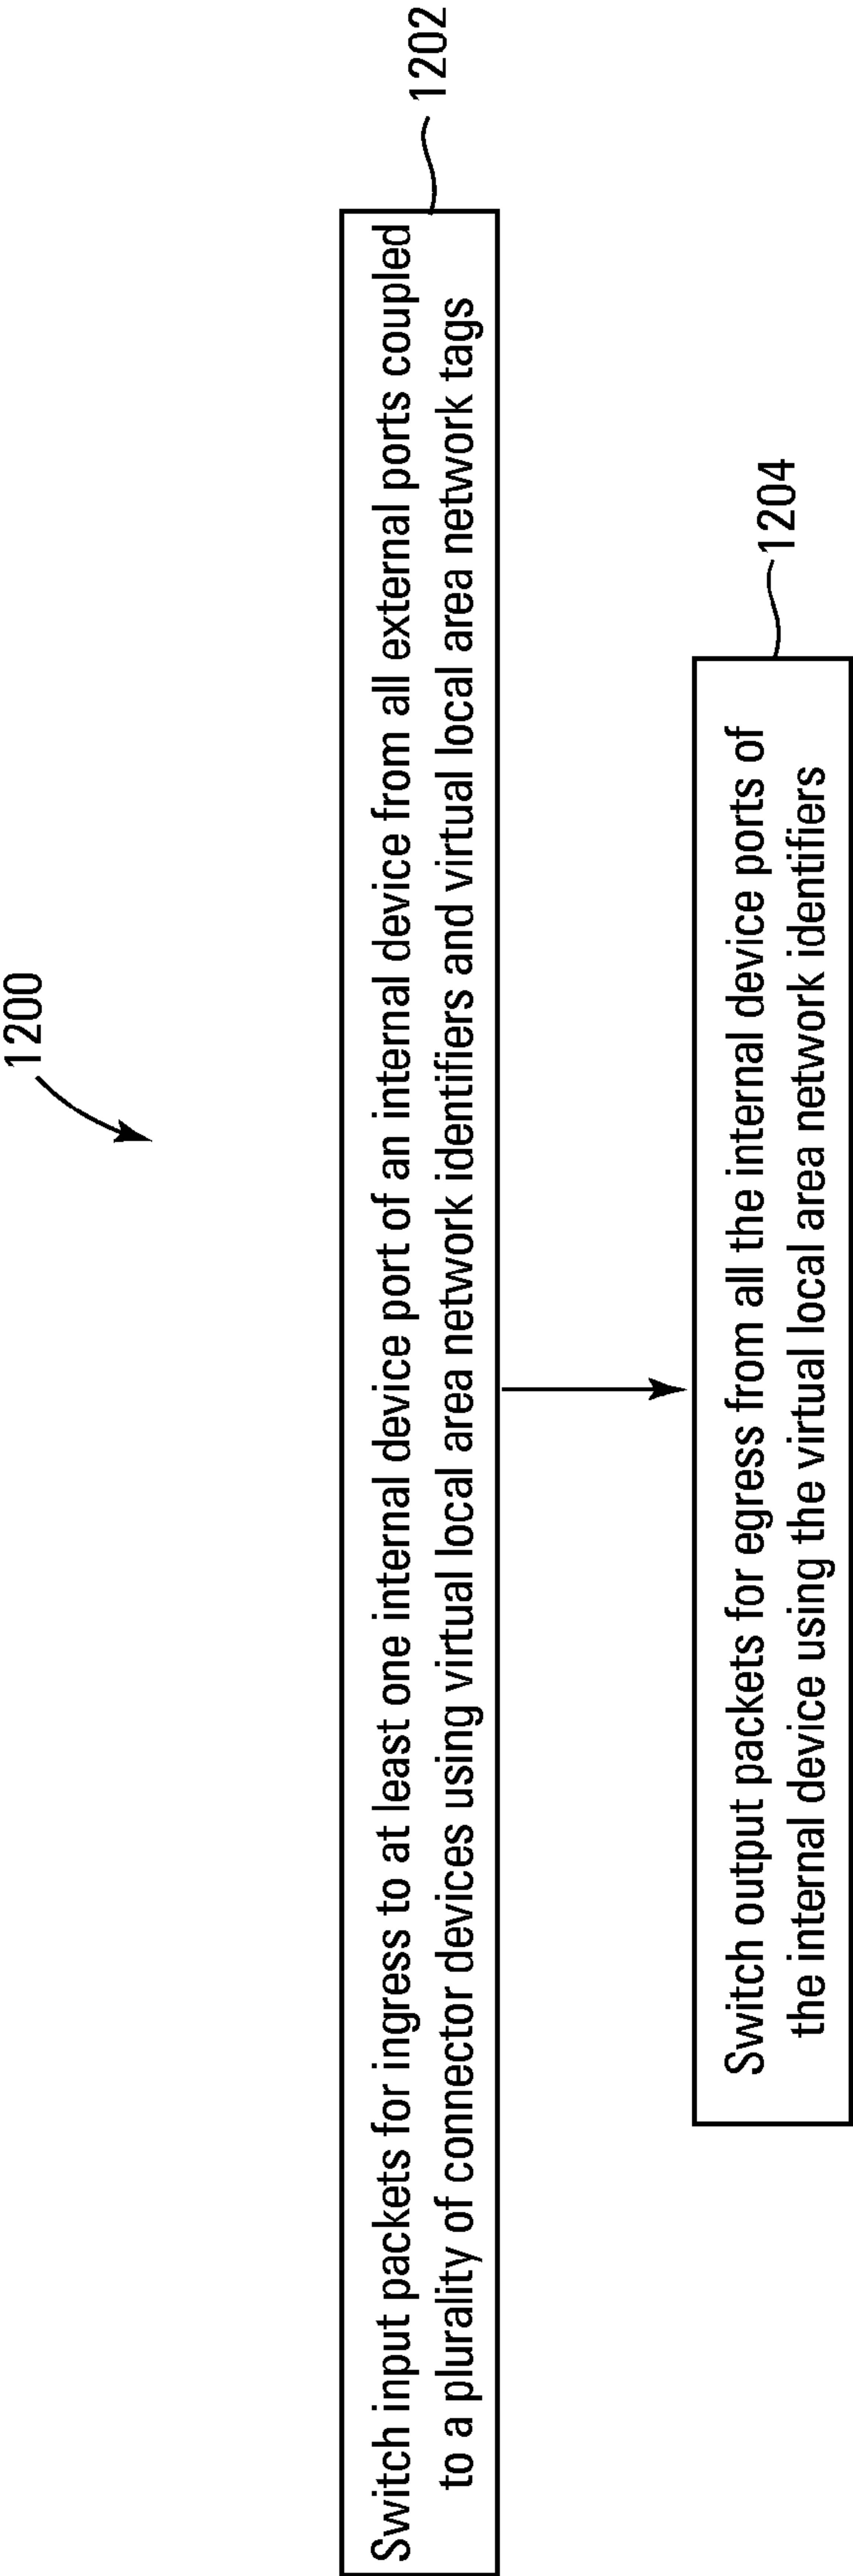 1200
Switch input packets for ingress to at least one internal device port of an internal device from all external ports coupled
to a plurality of connector devices using virtual local area network identifiers and virtual local area network tags
1202
Switch output packets for egress from all the internal device ports of
the internal device using the virtual local area network identifiers
1204